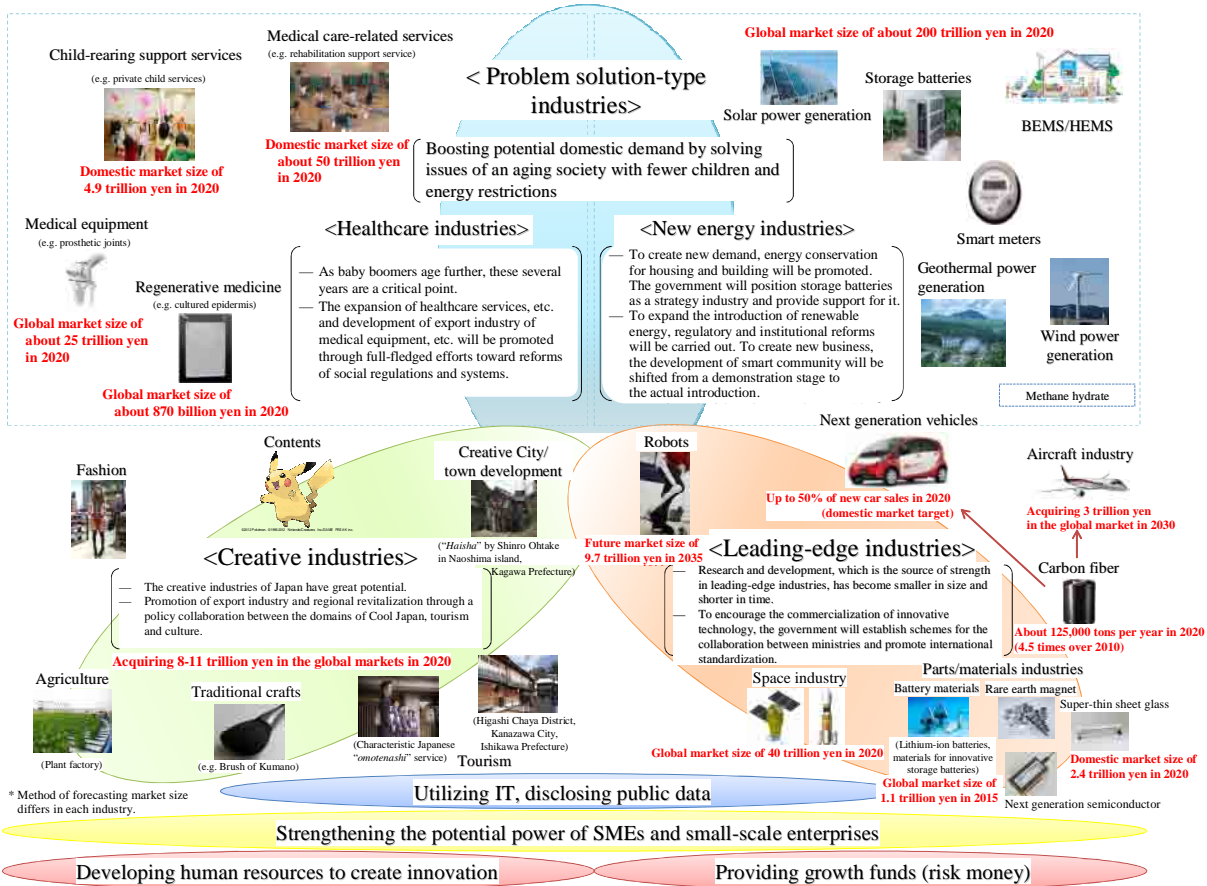 Child-rearing support services
(e.g. private child services)
Domestic market size of
4.9 trillion yen in 2020
Medical care-related services
(e.g. rehabilitation support service)
Domestic market size of
about 50 trillion yen
in 2020
< Problem solution-type
industries>
Boosting potential domestic demand by solving
issues of an aging society with fewer children and
energy restrictions
Global market size of about 200 trillion yen in 2020
Solar power generation
Storage batteries
BEMS/HEMS
Smart meters
Geothermal power
generation
Wind power
generation
Methane hydrate
Medical equipment
(e.g. prosthetic joints)
Global market size of
about 25 trillion yen
in 2020
Regenerative medicine
(e.g. cultured epidermis)
Global market size of
about 870 billion yen in 2020
<Healthcare industries>
— As baby boomers age further, these several
years are a critical point.
— The expansion of healthcare services, etc.
and development of export industry of
medical equipment, etc. will be promoted
through full-fledged efforts toward reforms
of social regulations and systems.
<New energy industries>
— To create new demand, energy conservation
for housing and building will be promoted.
The government will position storage batteries
as a strategy industry and provide support for it.
— To expand the introduction of renewable
energy, regulatory and institutional reforms
will be carried out. To create new business,
the development of smart community will be
shifted from a demonstration stage to
the actual introduction.
Fashion
Contents
Creative City/
town development
("Haisha" by Shinro Ohtake
in Naoshima island,
Kagawa Prefecture)
<Creative industries>
— The creative industries of Japan have great potential.
— Promotion of export industry and regional revitalization through a
policy collaboration between the domains of Cool Japan, tourism
and culture.
Acquiring 8-11 trillion yen in the global markets in 2020
Agriculture
(Plant factory)
Traditional crafts
(e.g. Brush of Kumano)
(Characteristic Japanese
"omotenashi" service)
(Higashi Chaya District,
Kanazawa City,
Ishikawa Prefecture)
Tourism
Robots
Future market size of
9.7 trillion yen in 2035
Next generation vehicles
Up to 50% of new car sales in 2020
(domestic market target)
Aircraft industry
Acquiring 3 trillion yen
in the global market in 2030
Carbon fiber
About 125,000 tons per year in 2020
(4.5 times over 2010)
<Leading-edge industries>
— Research and development, which is the source of strength
in leading-edge industries, has become smaller in size and
shorter in time.
— To encourage the commercialization of innovative
technology, the government will establish schemes for the
collaboration between ministries and promote international
standardization.
Space industry
Global market size of 40 trillion yen in 2020
Parts/materials industries
Battery materials
(Lithium-ion batteries,
materials for innovative
storage batteries)
Global market size of
1.1 trillion yen in 2015
Rare earth magnet
Super-thin sheet glass
Domestic market size of
2.4 trillion yen in 2020
Next generation semiconductor
* Method of forecasting market size
differs in each industry.
Utilizing IT, disclosing public data
Strengthening the potential power of SMEs and small-scale enterprises
Developing human resources to create innovation
Providing growth funds (risk money)